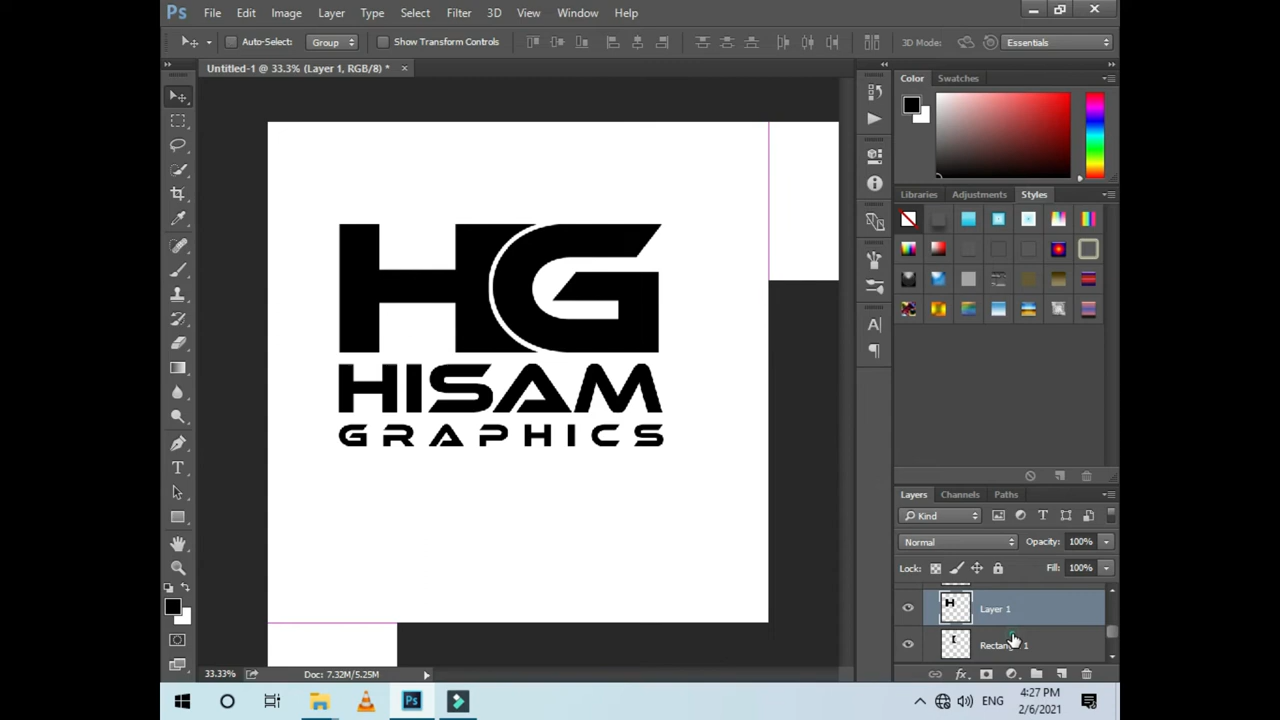 Ps File Edit Image Layer Type Select Filter 3D View Window Help
Auto-Select: Group Show Transform Controls 3D Mode: Essentials
Untitled-1 @ 33.3% (Layer 1, RGB/8) *
Color Swatches
Libraries Adjustments Styles
HG
HISAM
GRAPHICS
Layers Channels Paths
Kind
Normal Opacity: 100%
Lock: Fill: 100%
Layer 1
1
33.33% Doc: 7.32M/5.25M
Ps ENG 4:27 PM
2/6/2021